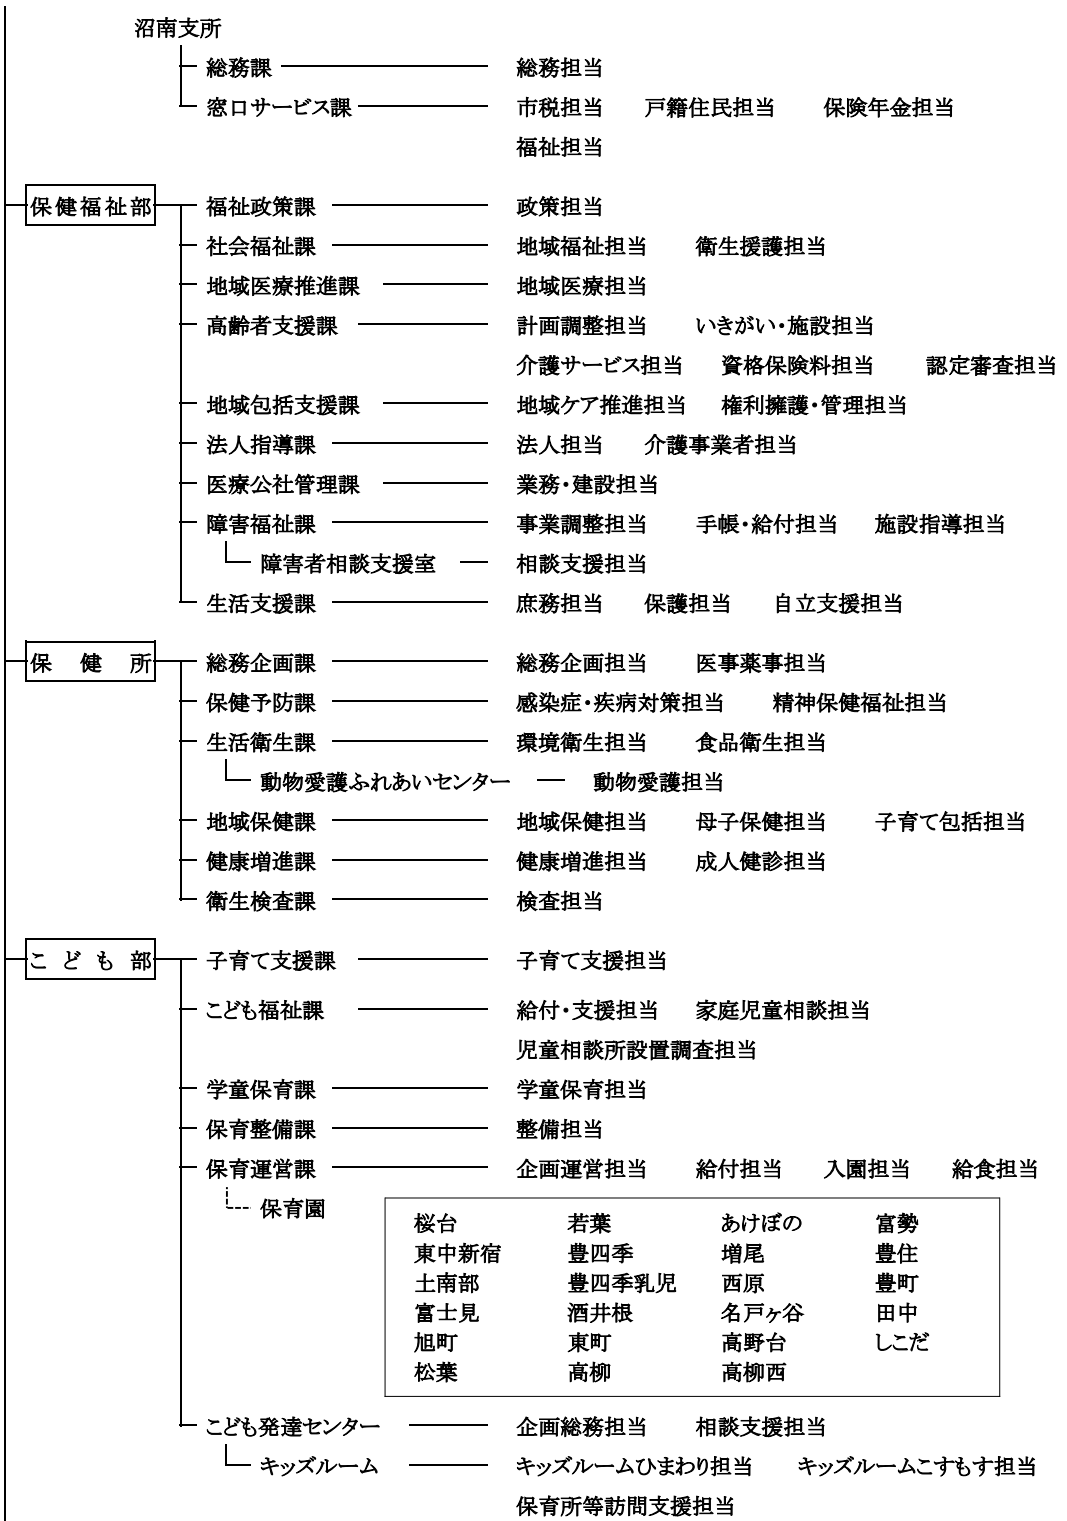 沼南支所
総務課 総務担当
窓口サービス課 市税担当 戸籍住民担当 保険年金担当
福祉担当
保健福祉部 福祉政策課 政策担当
社会福祉課 地域福祉担当 衛生援護担当
地域医療推進課 地域医療担当
高齢者支援課 計画調整担当 いきがい・施設担当
介護サービス担当 資格保険料担当 認定審査担当
地域包括支援課 地域ケア推進担当 権利擁護・管理担当
法人指導課 法人担当 介護事業者担当
医療公社管理課 業務・建設担当
障害福祉課 事業調整担当 手帳・給付担当 施設指導担当
障害者相談支援室 相談支援担当
生活支援課 庶務担当 保護担当 自立支援担当
保健所 総務企画課 総務企画担当 医事薬事担当
保健予防課 感染症・疾病対策担当 精神保健福祉担当
生活衛生課 環境衛生担当 食品衛生担当
動物愛護ふれあいセンター 動物愛護担当
地域保健課 地域保健担当 母子保健担当 子育て包括担当
健康増進課 健康増進担当 成人健診担当
衛生検査課 検査担当
こども部 子育て支援課 子育て支援担当
こども福祉課 給付・支援担当 家庭児童相談担当
児童相談所設置調査担当
学童保育課 学童保育担当
保育整備課 整備担当
保育運営課 企画運営担当 給付担当 入園担当 給食担当
保育園
桜台 若葉 あけぼの 富勢
東中新宿 豊四季 増尾 豊住
土南部 豊四季乳児 西原 豊町
富士見 酒井根 名戸ヶ谷 田中
旭町 東町 高野台 しこだ
松葉 高柳 高柳西
こども発達センター 企画総務担当 相談支援担当
キッズルーム キッズルームひまわり担当 キッズルームこすもす担当
保育所等訪問支援担当